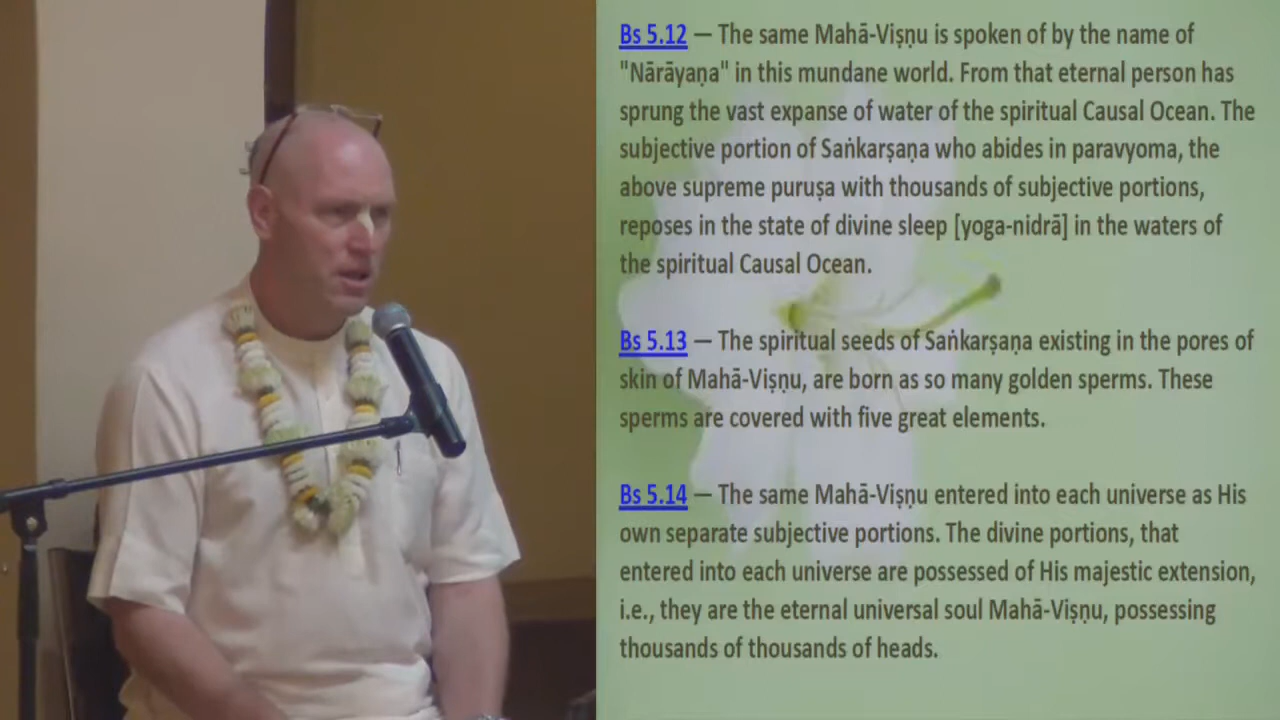 Bs 5.12 — The same Mahā-Viṣṇu is spoken of by the name of
"Nārāyaṇa" in this mundane world. From that eternal person has
sprung the vast expanse of water of the spiritual Causal Ocean. The
subjective portion of Saṅkarṣaṇa who abides in paravyoma, the
above supreme puruṣa with thousands of subjective portions,
reposes in the state of divine sleep [yoga-nidrā] in the waters of
the spiritual Causal Ocean.
Bs 5.13 — The spiritual seeds of Saṅkarṣaṇa existing in the pores of
skin of Mahā-Viṣṇu, are born as so many golden sperms. These
sperms are covered with five great elements.
Bs 5.14 — The same Mahā-Viṣṇu entered into each universe as His
own separate subjective portions. The divine portions, that
entered into each universe are possessed of His majestic extension,
i.e., they are the eternal universal soul Mahā-Viṣṇu, possessing
thousands of thousands of heads.